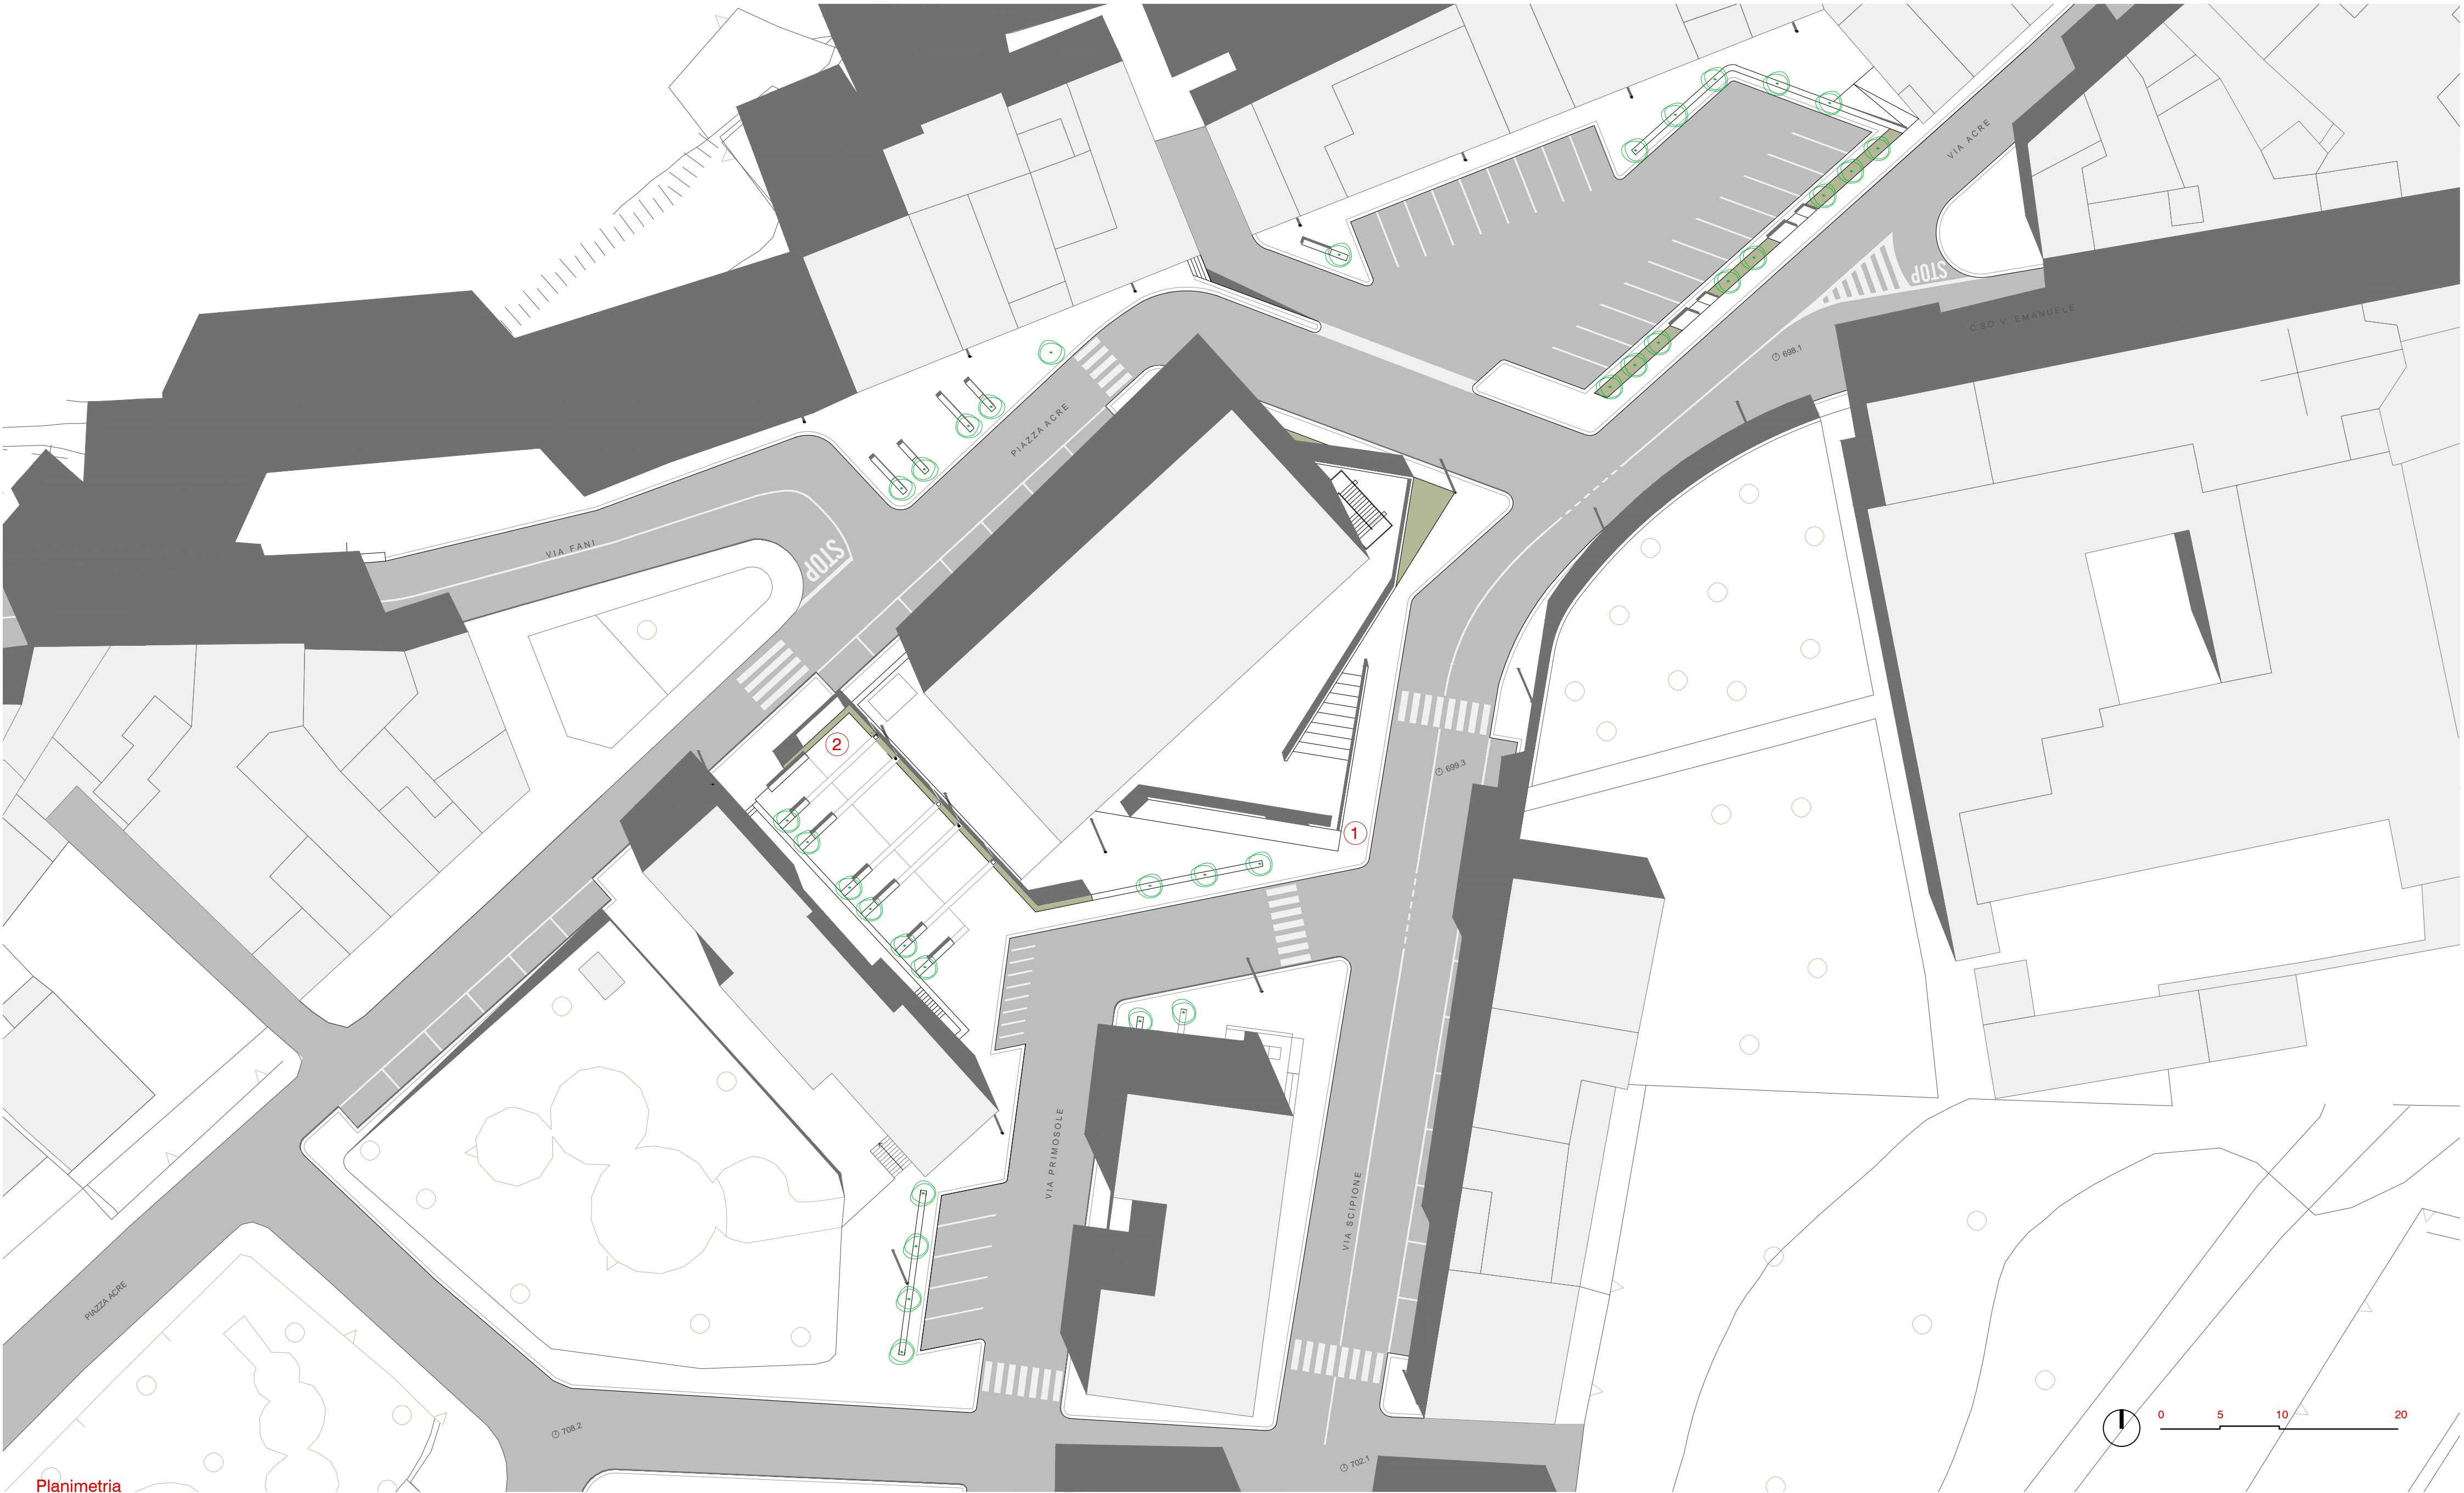 VIA ACRE
STOP
C.SO V. EMANUELE
698.1
PIAZZA ACRE
VIA FANI
STOP
2
699.3
1
VIA PRIMOSOLE
VIA SCIPIONE
PIAZZA ACRE
708.2
702.1
0 5 10 20
Planimetria